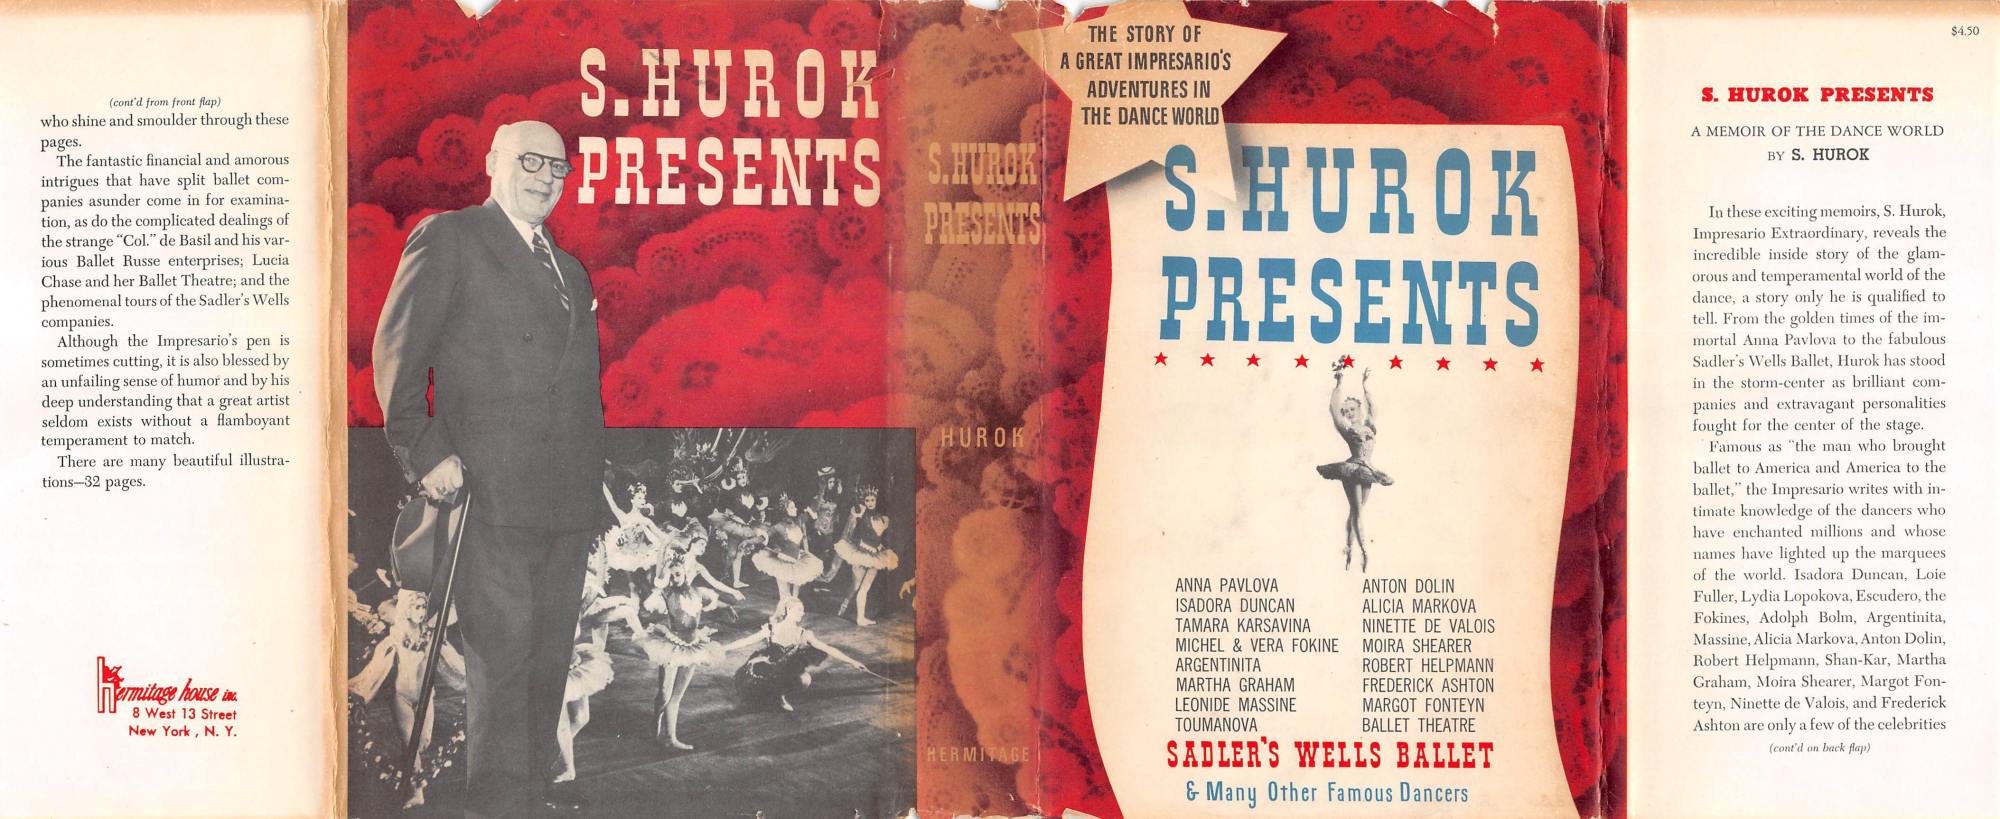 (cont'd from front flap)
who shine and smoulder through these
pages.
The fantastic financial and amorous
intrigues that have split ballet com-
panies asunder come in for examina-
tion, as do the complicated dealings of
the strange “Col.” de Basil and his var-
ious Ballet Russe enterprises; Lucia
Chase and her Ballet Theatre; and the
phenomenal tours of the Sadler's Wells
companies.
Although the Impresario's pen is
sometimes cutting, it is also blessed by
an unfailing sense of humor and by his
deep understanding that a great artist
seldom exists without a flamboyant
temperament to match.
There are many beautiful illustra-
tions—32 pages.
hermitage house inc.
8 West 13 Street
New York , N. Y.
S. HUROK
PRESENTS
S. HUROK
PRESENTS
HUROK
HERMITAGE
THE STORY OF
A GREAT IMPRESARIO'S
ADVENTURES IN
THE DANCE WORLD
S. HUROK
PRESENTS
ANNA PAVLOVA
ISADORA DUNCAN
TAMARA KARSAVINA
MICHEL & VERA FOKINE
ARGENTINITA
MARTHA GRAHAM
LEONIDE MASSINE
TOUMANOVA
ANTON DOLIN
ALICIA MARKOVA
NINETTE DE VALOIS
MOIRA SHEARER
ROBERT HELPMANN
FREDERICK ASHTON
MARGOT FONTEYN
BALLET THEATRE
SADLER'S WELLS BALLET
& Many Other Famous Dancers
$4.50
S. HUROK PRESENTS
A MEMOIR OF THE DANCE WORLD
BY S. HUROK
In these exciting memoirs, S. Hurok,
Impresario Extraordinary, reveals the
incredible inside story of the glam-
orous and temperamental world of the
dance, a story only he is qualified to
tell. From the golden times of the im-
mortal Anna Pavlova to the fabulous
Sadler's Wells Ballet, Hurok has stood
in the storm-center as brilliant com-
panies and extravagant personalities
fought for the center of the stage.
Famous as “the man who brought
ballet to America and America to the
ballet,” the Impresario writes with in-
timate knowledge of the dancers who
have enchanted millions and whose
names have lighted up the marquees
of the world. Isadora Duncan, Loie
Fuller, Lydia Lopokova, Escudero, the
Fokines, Adolph Bolm, Argentinita,
Massine, Alicia Markova, Anton Dolin,
Robert Helpmann, Shan-Kar, Martha
Graham, Moira Shearer, Margot Fon-
teyn, Ninette de Valois, and Frederick
Ashton are only a few of the celebrities
(cont'd on back flap)